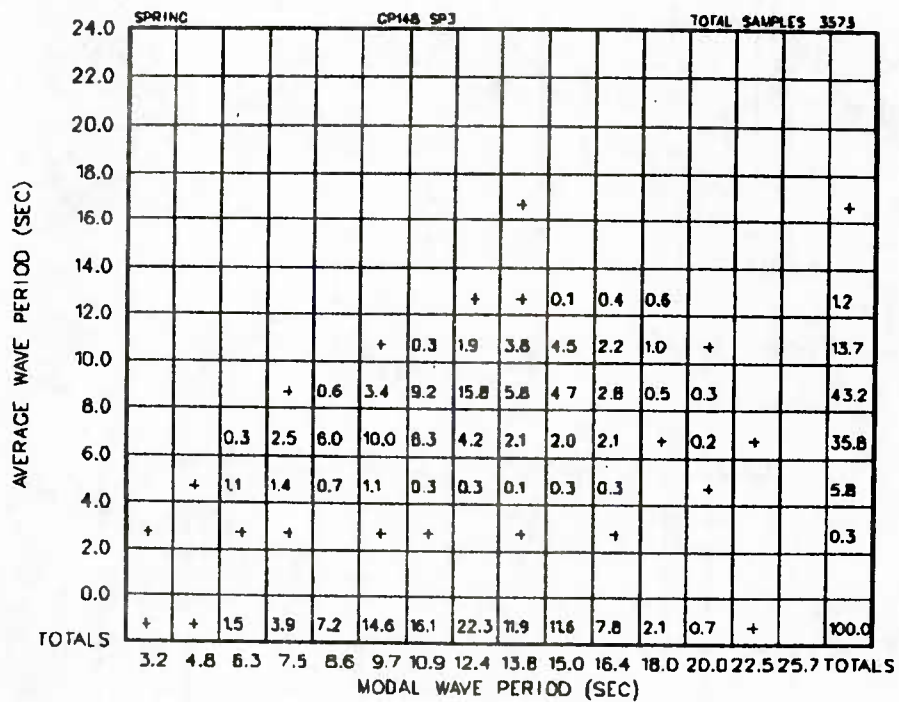 SPRING CP148 SP3 TOTAL SAMPLES 3573
24.0
22.0
20.0
18.0
+ +
16.0
14.0
+ + 0.1 0.4 0.6 1.2
12.0
+ 0.3 1.9 3.8 4.5 2.2 1.0 + 13.7
10.0
+ 0.6 3.4 9.2 15.8 5.8 4.7 2.8 0.5 0.3 43.2
8.0
0.3 2.5 6.0 10.0 6.3 4.2 2.1 2.0 2.1 + 0.2 + 35.8
6.0
+ 1.1 1.4 0.7 1.1 0.3 0.3 0.1 0.3 0.3 + 5.8
4.0
+ + + + + + + 0.3
2.0
0.0
+ + 1.5 3.9 7.2 14.6 16.1 22.3 11.9 11.6 7.8 2.1 0.7 + 100.0
TOTALS
3.2 4.8 6.3 7.5 8.6 9.7 10.9 12.4 13.8 15.0 16.4 18.0 20.0 22.5 25.7 TOTALS
MODAL WAVE PERIOD (SEC)
AVERAGE WAVE PERIOD (SEC)